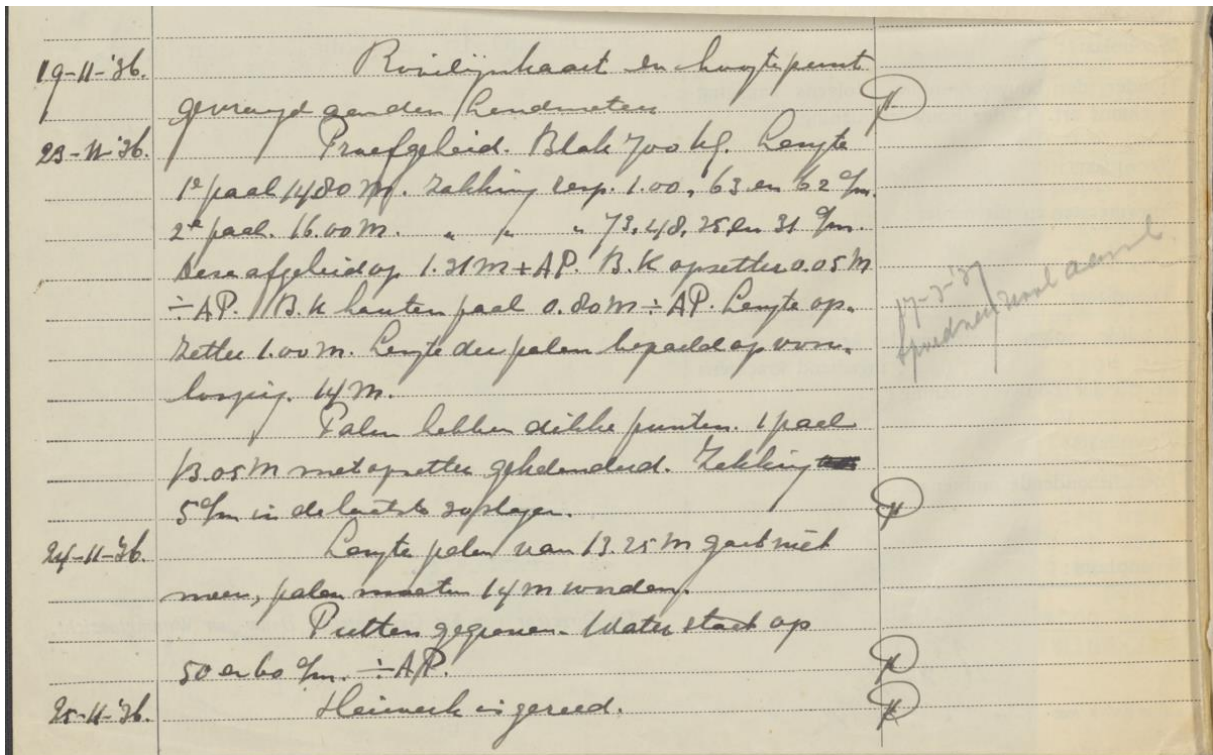 19-11-'36. Rooilijnkaart en hoogtepunt
gevraagd aan den Landmeter.
23-11-'36. Proefgeheid. Blok 700 kg. Lengte
1e paal 14.80 M. Zakking resp. 1.00, 63 en 62 c/m.
2e paal. 16.00 M. " " " 73, 48, 25, en 31 c/m.
Deze afgeheid op 1.21 M + AP. B.K opzetter 0.05 M
÷ AP. B.K houten paal 0.80 M ÷ AP. Lengte op-
zetter 1.00 M. Lengte der palen bepaald op voor-
loopig. 14 M.
17-3-'37
Palen hebben dikke punten. 1 paal
13.05 M met opzetter geheid. Zakking
5 c/m in de laatste slagen.
24-11-'36. Lengte palen van 13.25 M gaat niet
meer, palen moeten 14 M worden.
Putten gegraven. Water staat op
50 en 60 c/m. ÷ AP.
25-11-'36. Heiwerk is gereed.